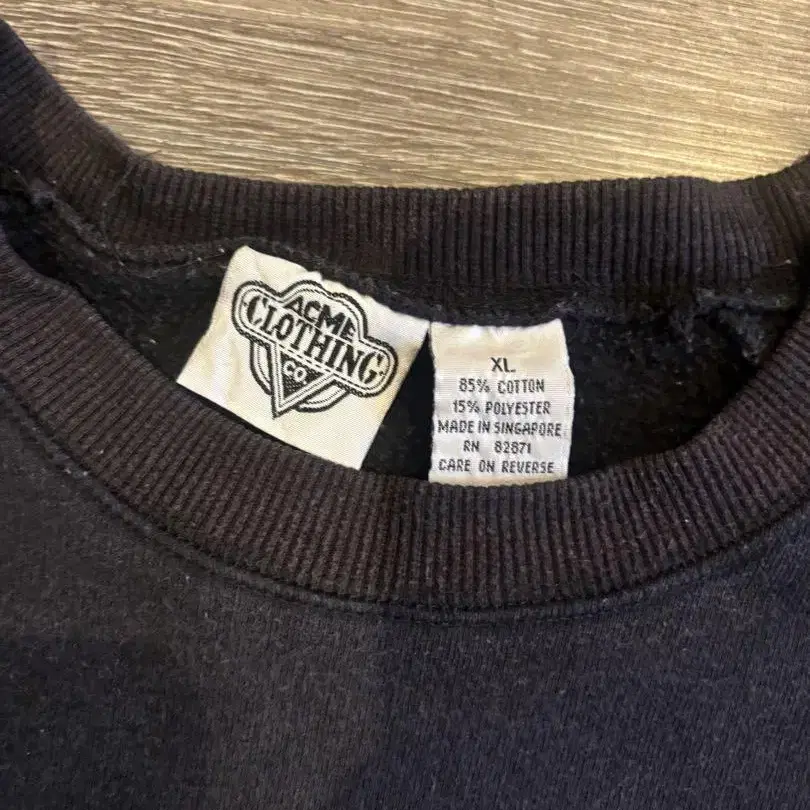 ACME
CLOTHING
CO.
XL
85% COTTON
15% POLYESTER
MADE IN SINGAPORE
RN 82871
CARE ON REVERSE